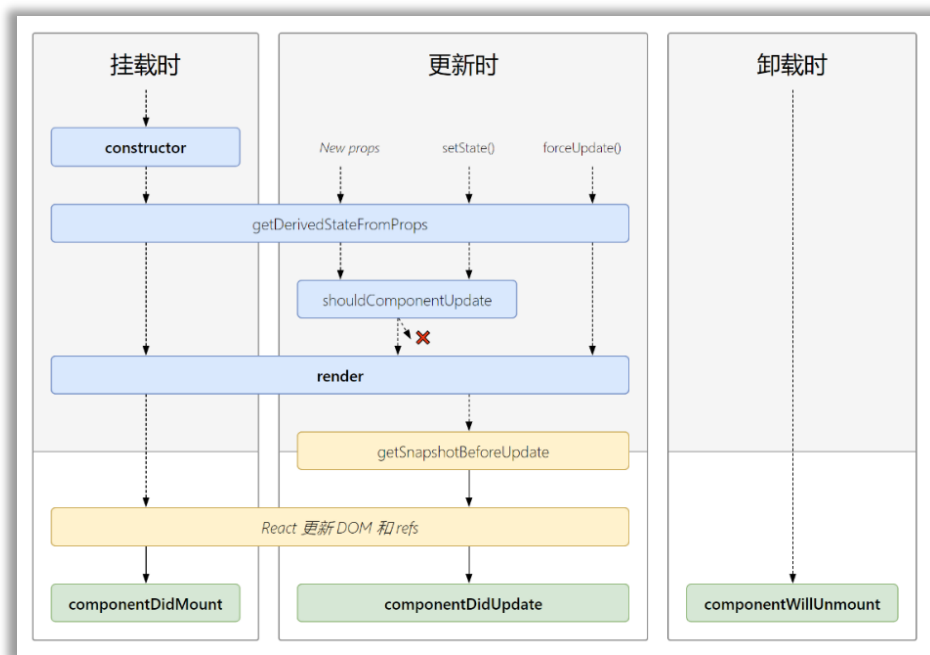 挂载时
更新时
卸载时
constructor
New props
setState()
forceUpdate()
getDerivedStateFromProps
shouldComponentUpdate
render
getSnapshotBeforeUpdate
React 更新 DOM 和 refs
componentDidMount
componentDidUpdate
componentWillUnmount